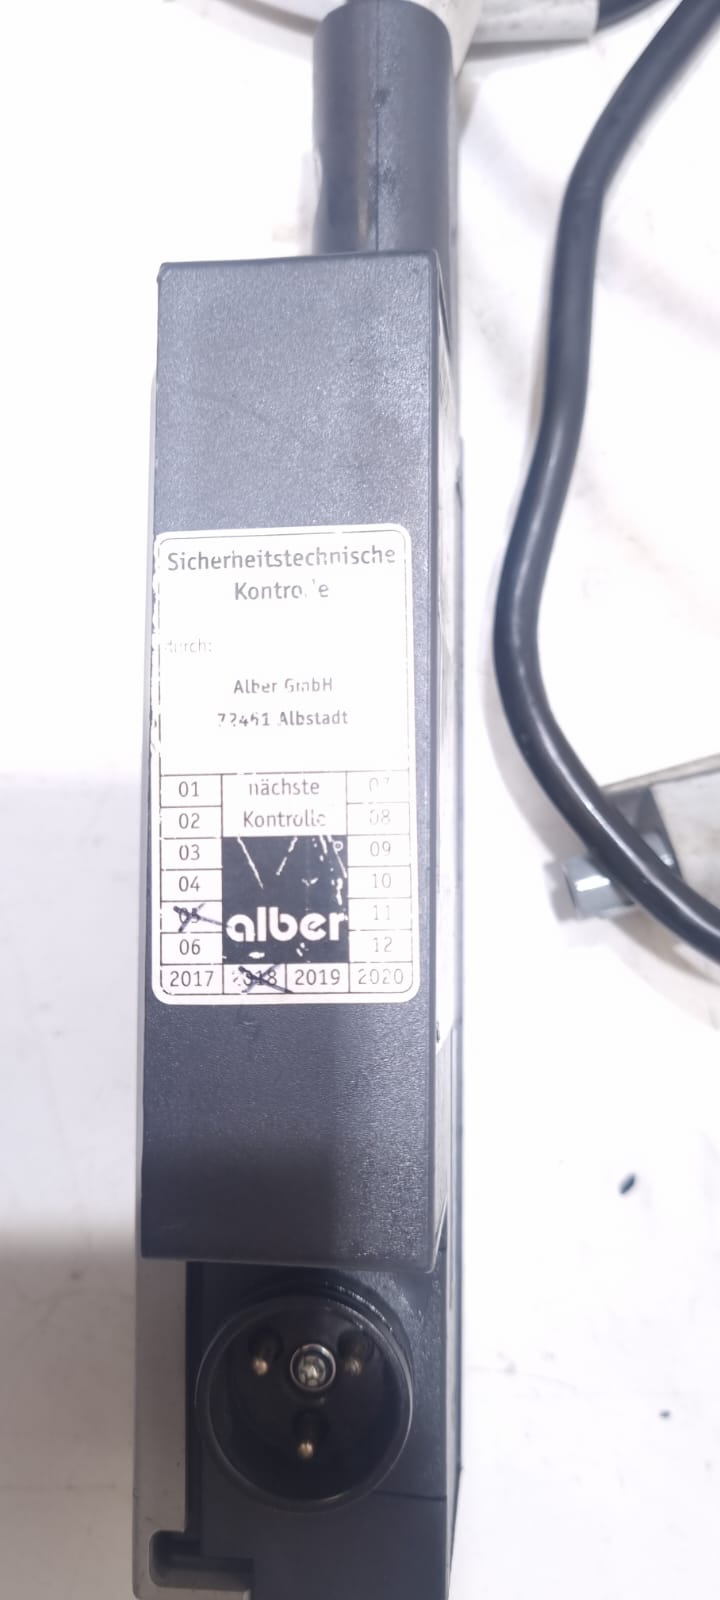 Sicherheitstechnische
Kontrolle
durch:
Alber GmbH
72461 Albstadt
01 nächste 07
02 Kontrolle 08
03 09
04 10
05 alber 11
06 12
2017 2018 2019 2020